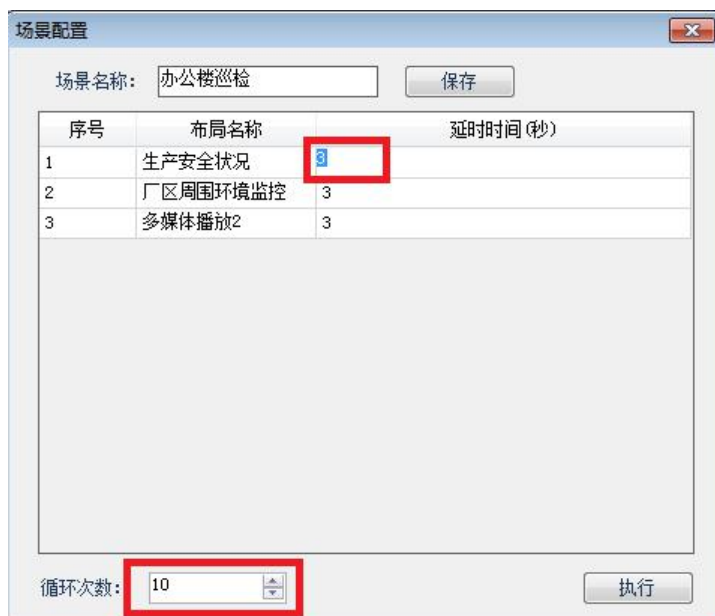 场景配置
场景名称: 办公楼巡检 保存
序号 布局名称 延时时间(秒)
1 生产安全状况 3
2 厂区周围环境监控 3
3 多媒体播放2 3
循环次数: 10 执行